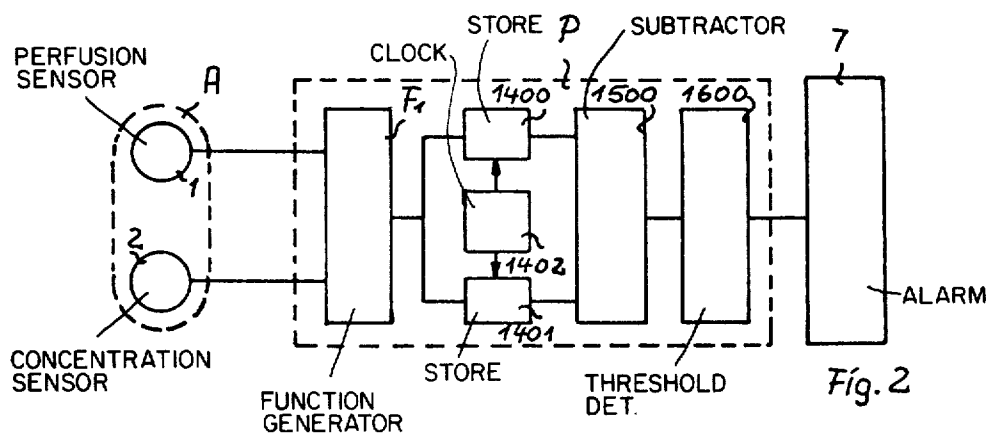 STORE P SUBTRACTOR 7
PERFUSION
SENSOR
A
CLOCK
F1 1400 1500 1600
1
2
1402
1401
CONCENTRATION
SENSOR
FUNCTION
GENERATOR
STORE
THRESHOLD
DET.
ALARM
Fig. 2